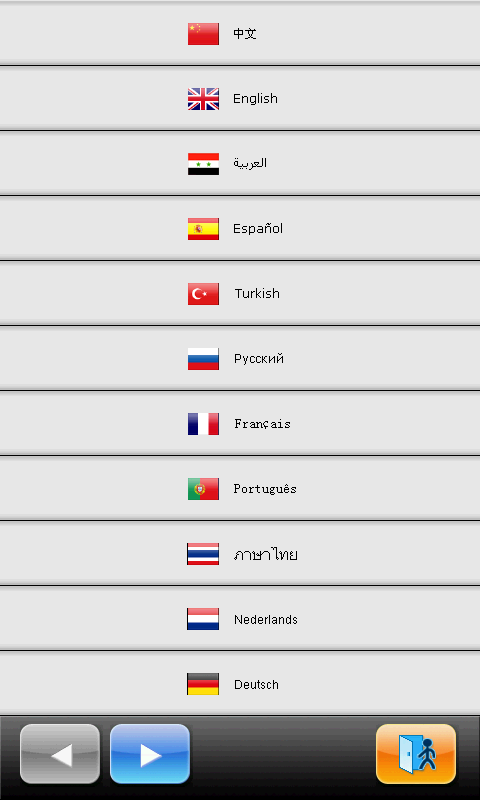 中文
English
العربية
Español
Turkish
Русский
Français
Português
ภาษาไทย
Nederlands
Deutsch